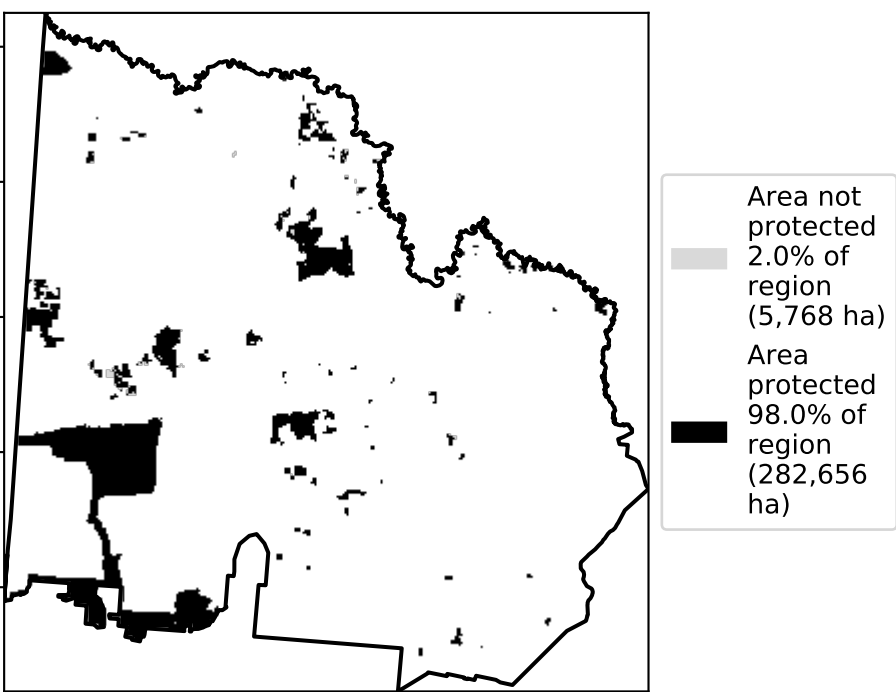 Area not
protected
2.0% of
region
(5,768 ha)
Area
protected
98.0% of
region
(282,656
ha)